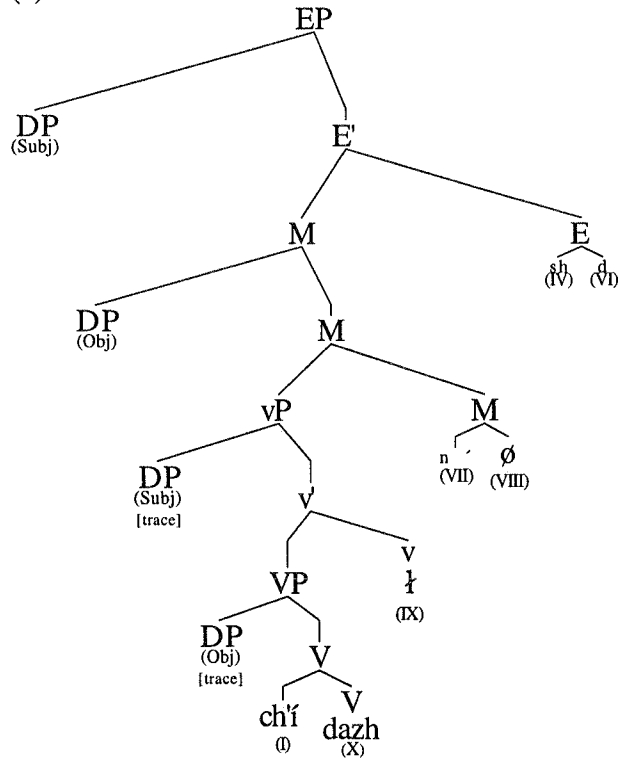 EP
DP
(Subj)
E'
M
E
sh d
(IV) (VI)
DP
(Obj)
M
vP
M
n Ø
(VII) (VIII)
DP
(Subj)
[trace]
v'
v
VP
ł
(IX)
DP
(Obj)
[trace]
V
ch'í V
(I) dazh
(X)